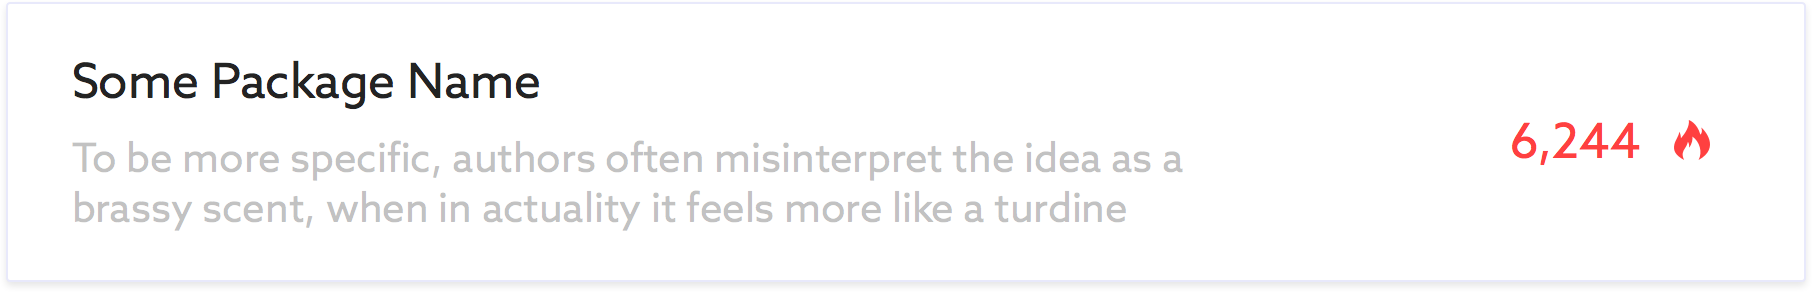 Some Package Name
To be more specific, authors often misinterpret the idea as a
brassy scent, when in actuality it feels more like a turdine
6,244